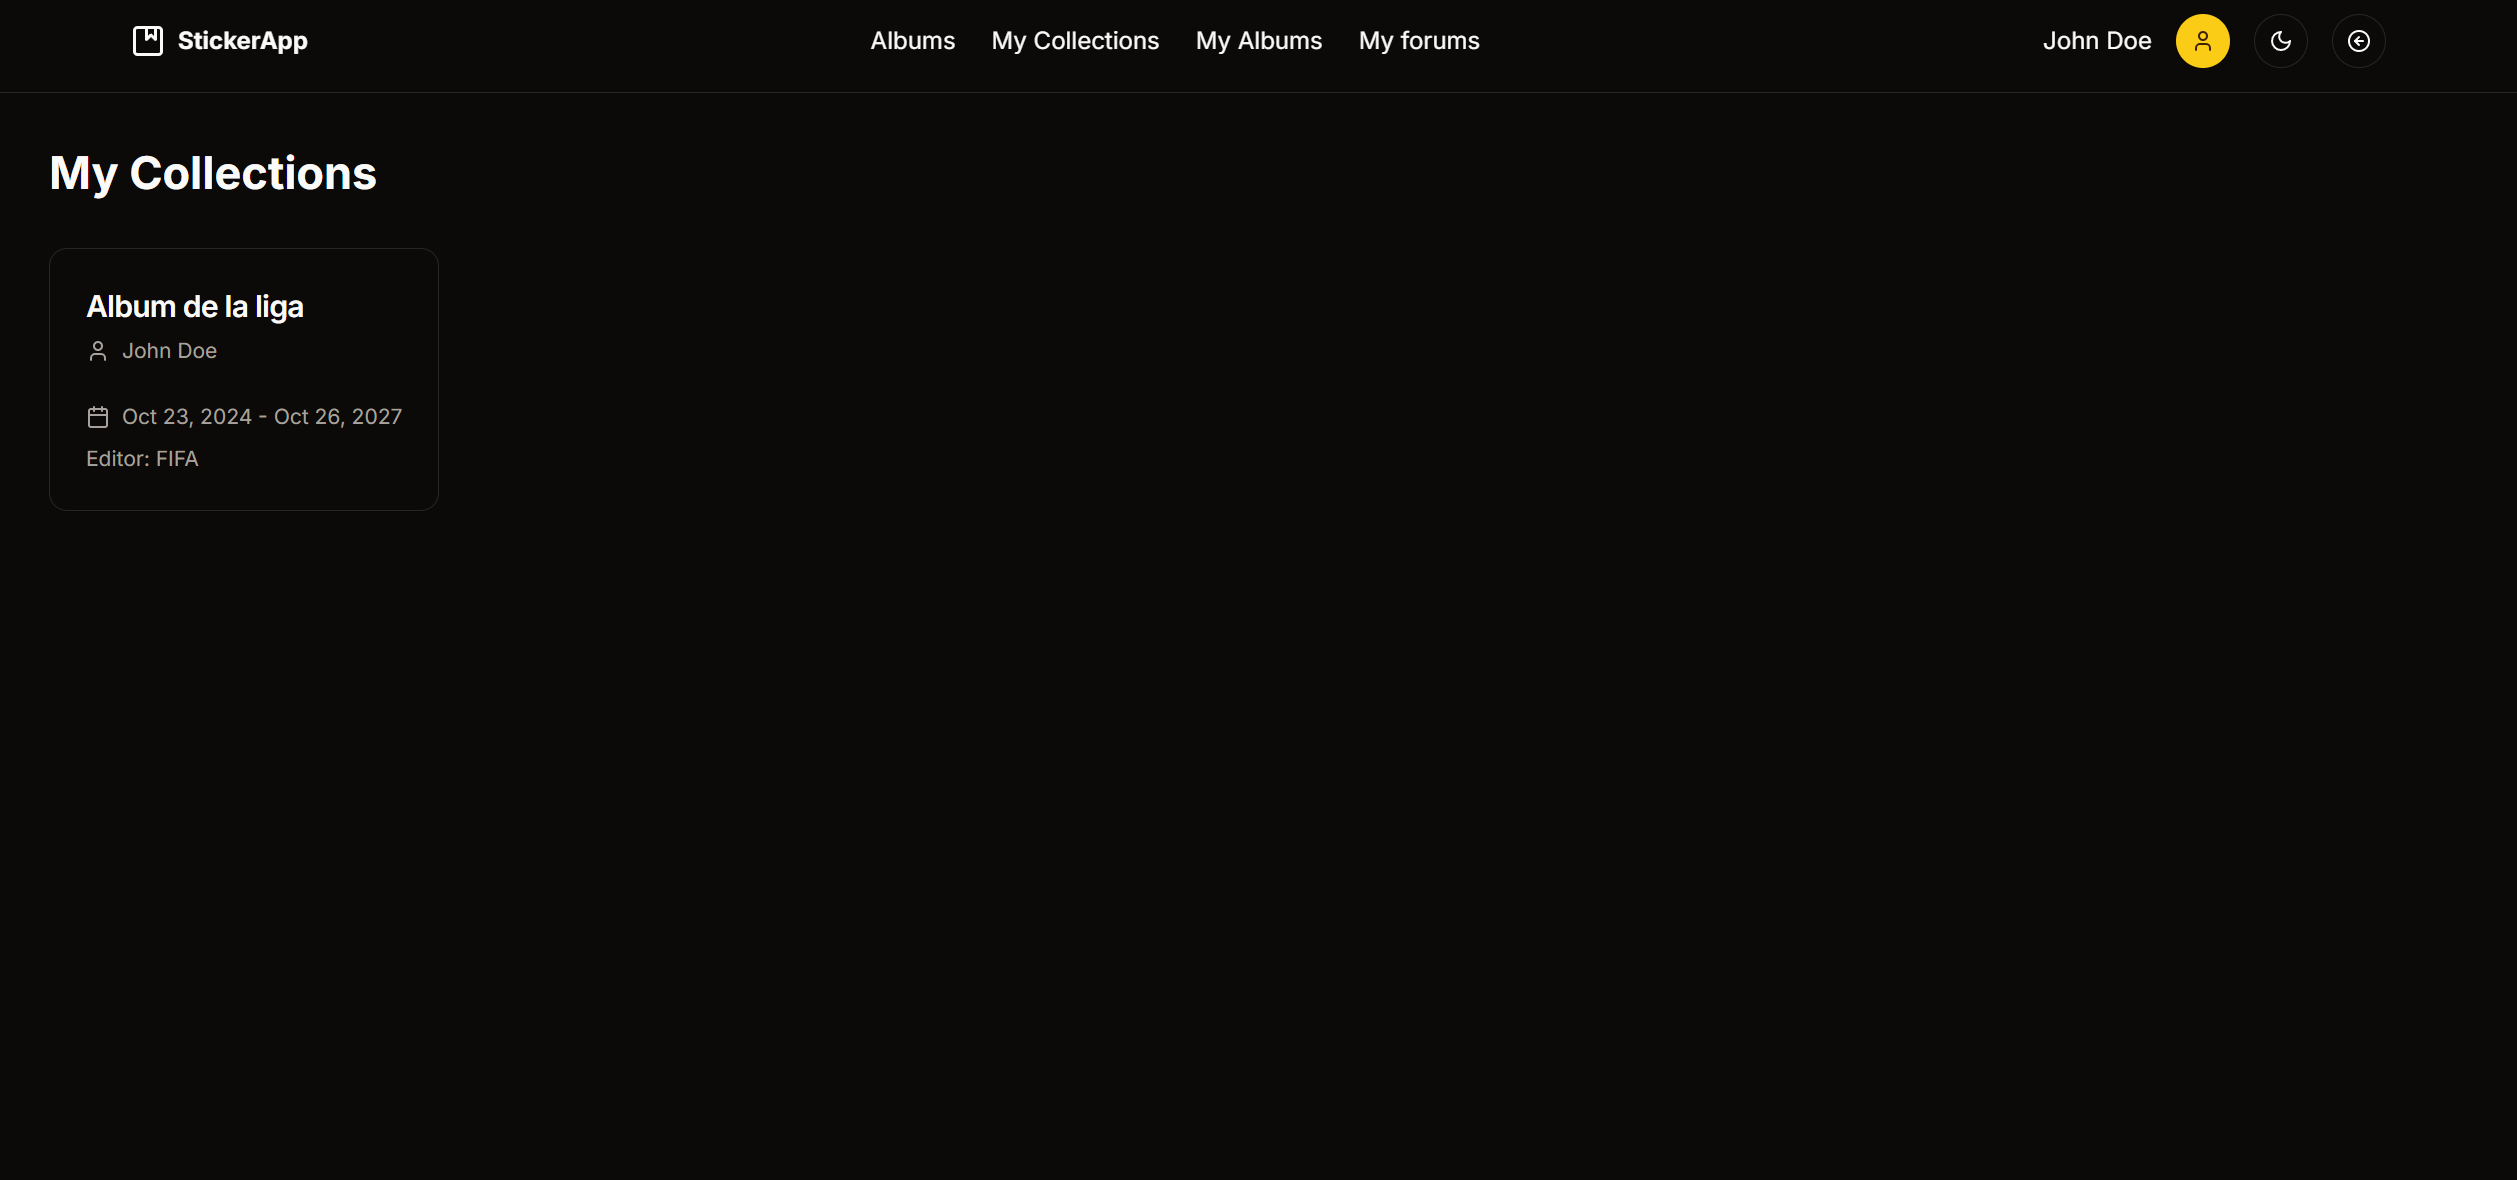 StickerApp
Albums My Collections My Albums My forums
John Doe
My Collections
Album de la liga
John Doe
Oct 23, 2024 - Oct 26, 2027
Editor: FIFA